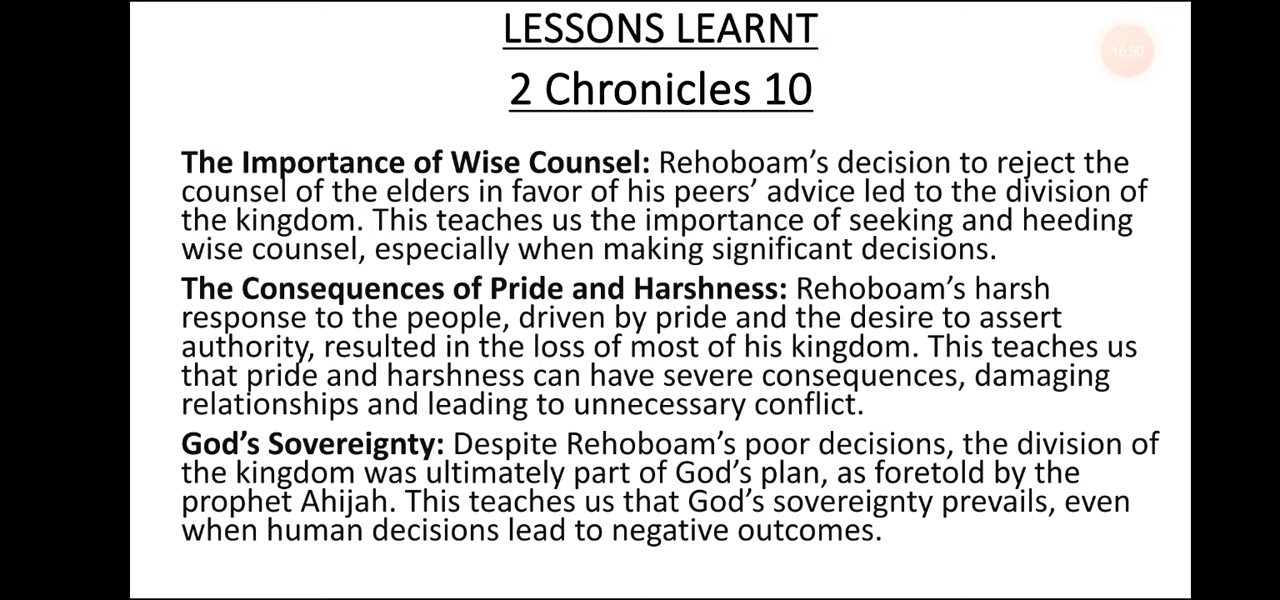 LESSONS LEARNT
16:50
2 Chronicles 10
The Importance of Wise Counsel: Rehoboam’s decision to reject the
counsel of the elders in favor of his peers’ advice led to the division of
the kingdom. This teaches us the importance of seeking and heeding
wise counsel, especially when making significant decisions.
The Consequences of Pride and Harshness: Rehoboam’s harsh
response to the people, driven by pride and the desire to assert
authority, resulted in the loss of most of his kingdom. This teaches us
that pride and harshness can have severe consequences, damaging
relationships and leading to unnecessary conflict.
God’s Sovereignty: Despite Rehoboam’s poor decisions, the division of
the kingdom was ultimately part of God’s plan, as foretold by the
prophet Ahijah. This teaches us that God’s sovereignty prevails, even
when human decisions lead to negative outcomes.